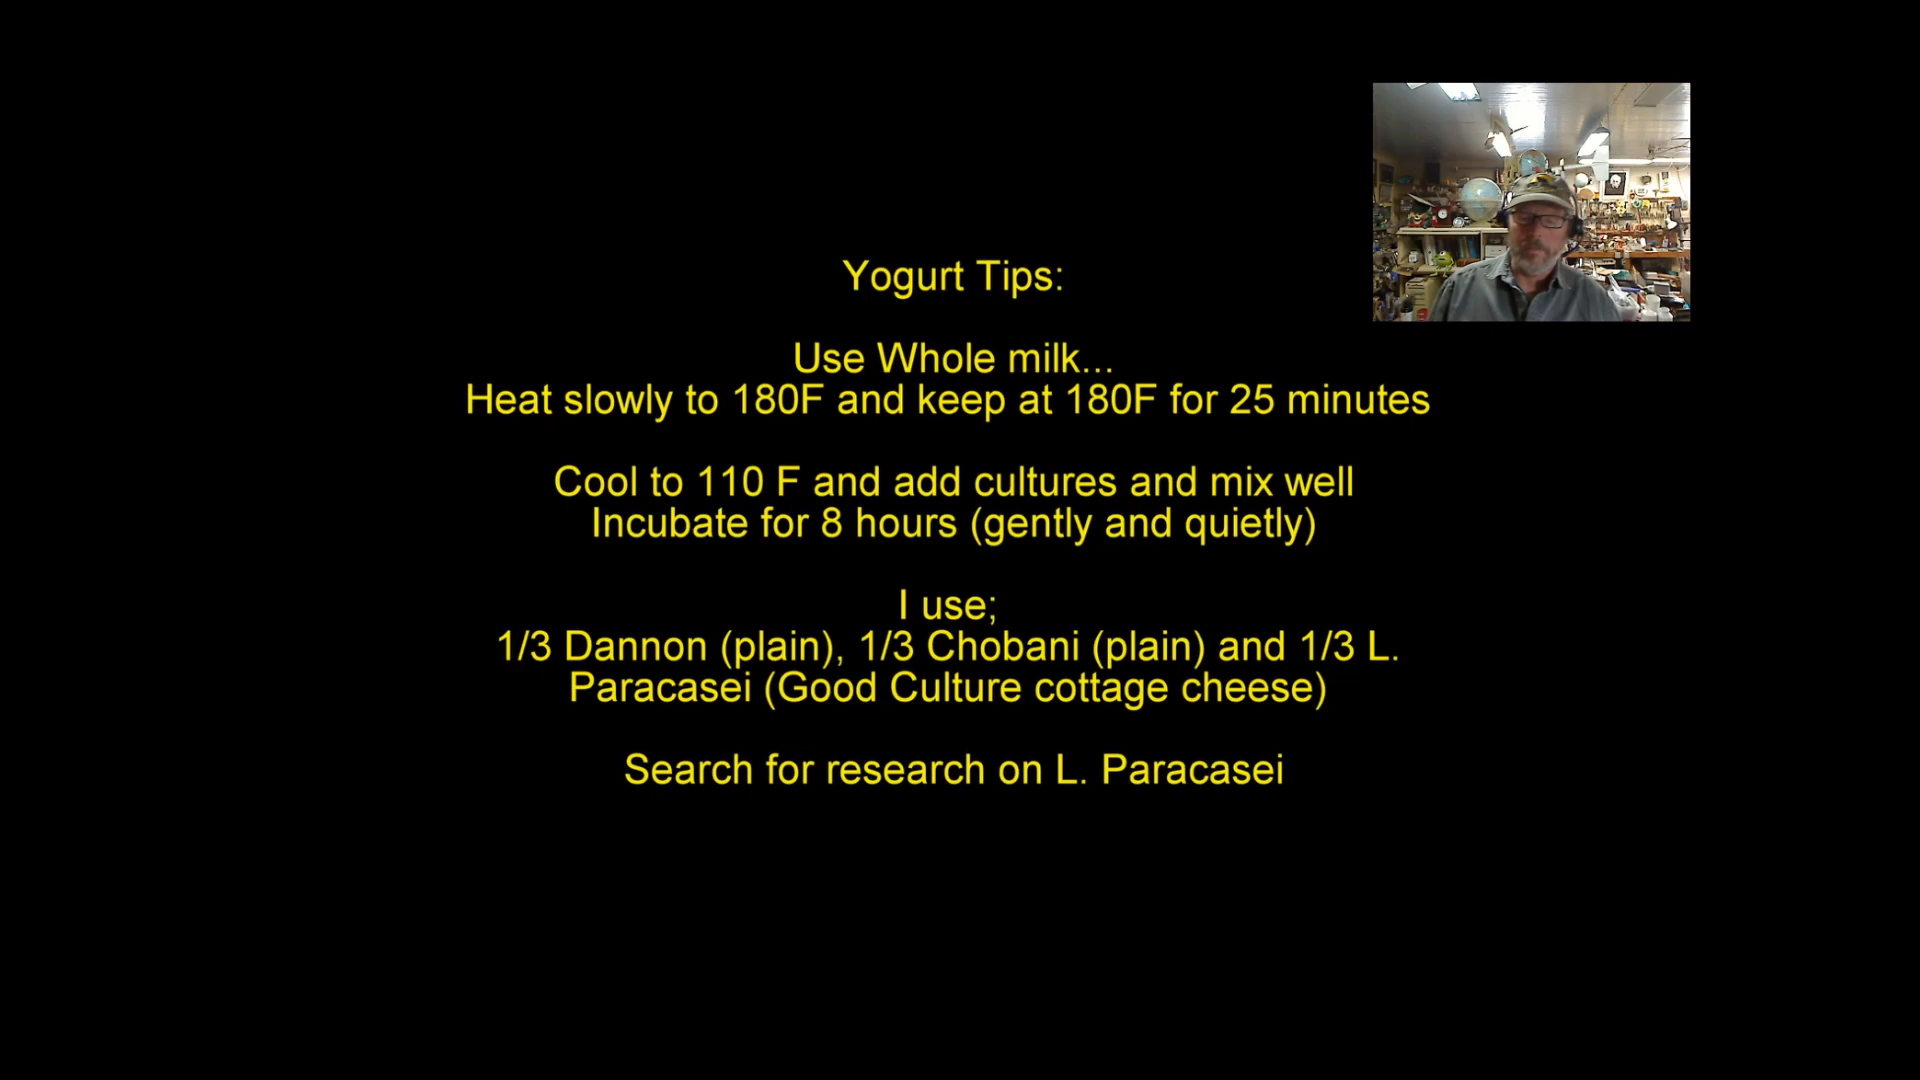 Yogurt Tips:
Use Whole milk...
Heat slowly to 180F and keep at 180F for 25 minutes
Cool to 110 F and add cultures and mix well
Incubate for 8 hours (gently and quietly)
I use;
1/3 Dannon (plain), 1/3 Chobani (plain) and 1/3 L.
Paracasei (Good Culture cottage cheese)
Search for research on L. Paracasei